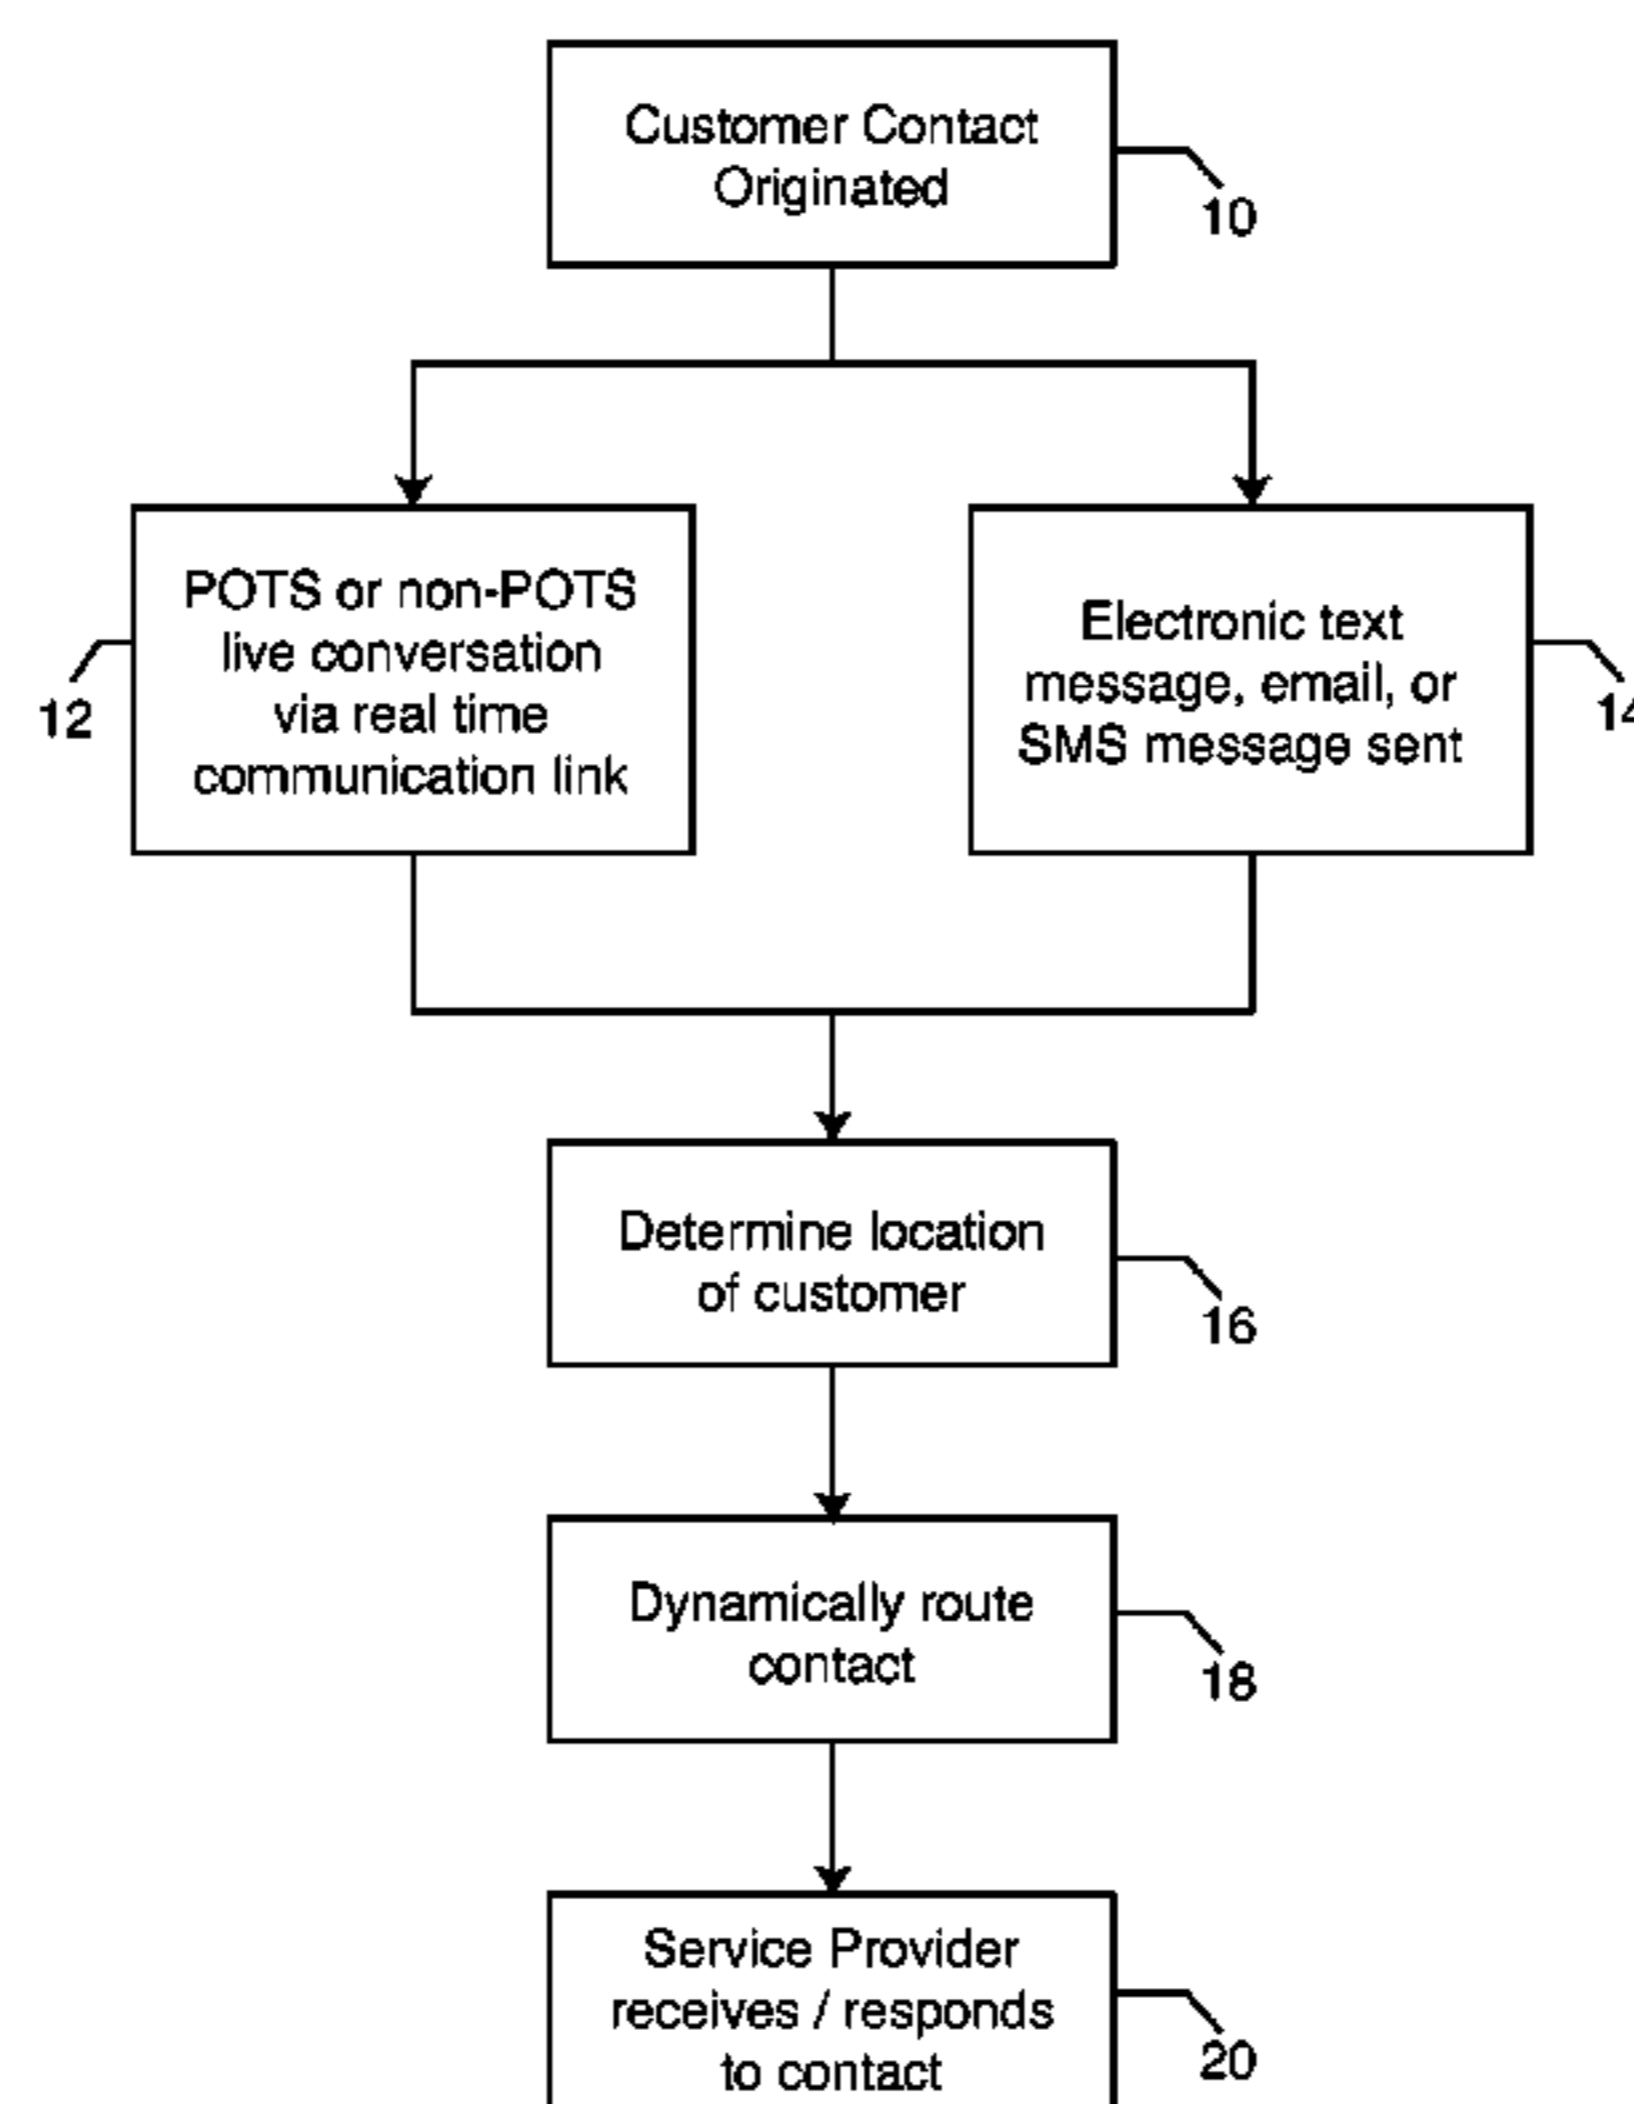 Customer Contact
Originated
10
POTS or non-POTS
live conversation
via real time
communication link
12
Electronic text
message, email, or
SMS message sent
14
Determine location
of customer
16
Dynamically route
contact
18
Service Provider
receives / responds
to contact
20